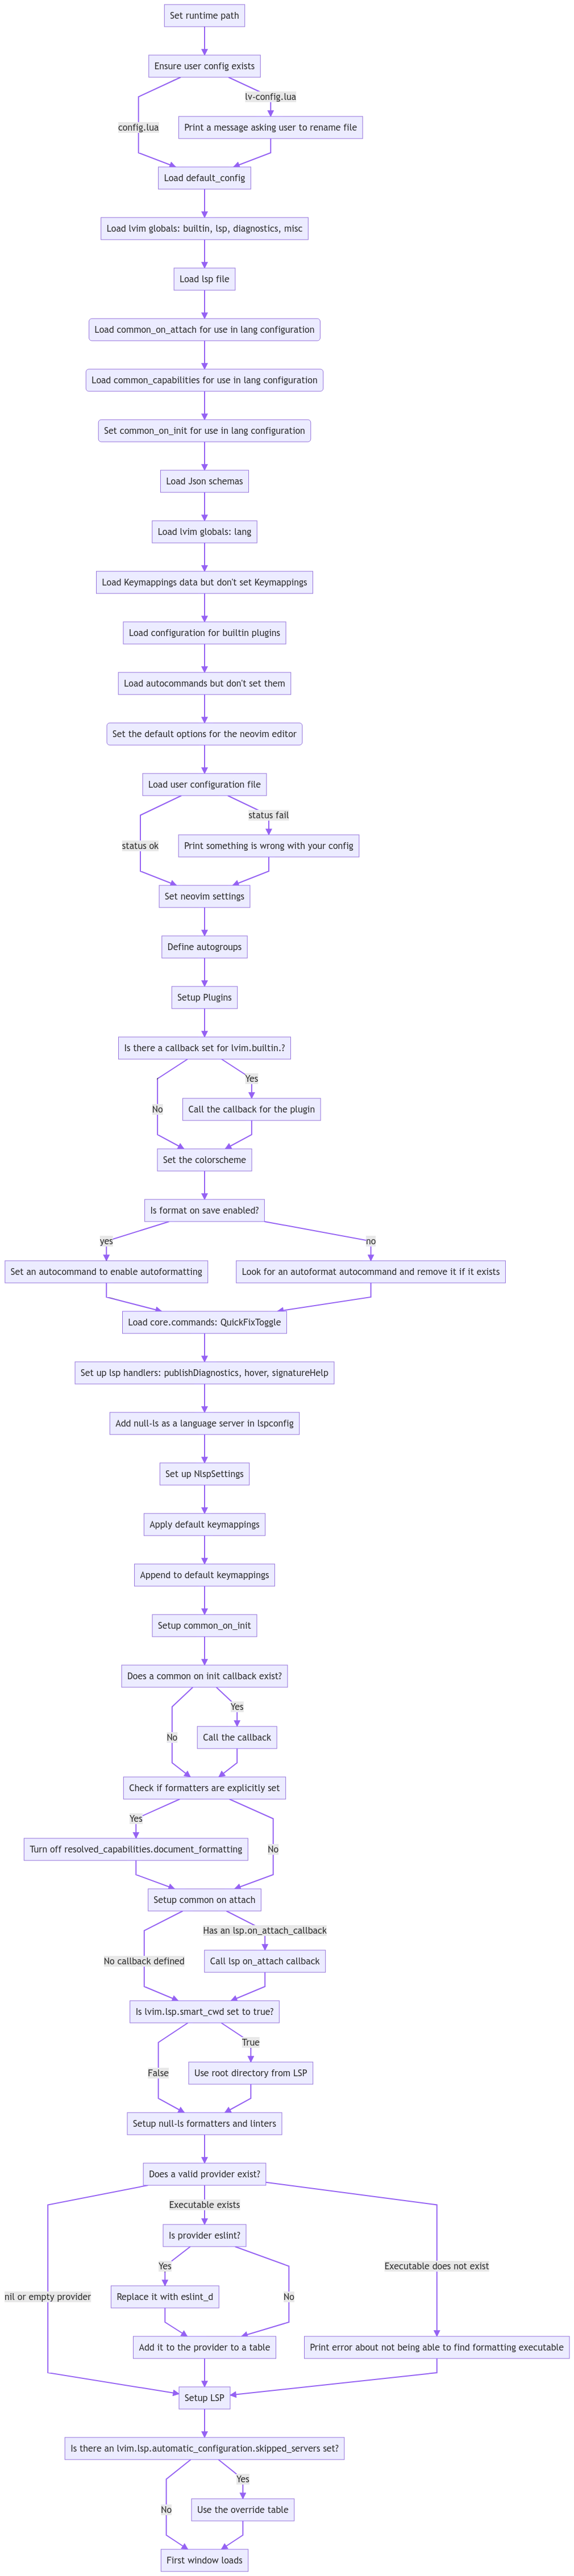 Set runtime path
Ensure user config exists
lv-config.lua
config.lua
Print a message asking user to rename file
Load default_config
Load lvim globals: builtin, lsp, diagnostics, misc
Load lsp file
Load common_on_attach for use in lang configuration
Load common_capabilities for use in lang configuration
Set common_on_init for use in lang configuration
Load Json schemas
Load lvim globals: lang
Load Keymappings data but don't set Keymappings
Load configuration for builtin plugins
Load autocommands but don't set them
Set the default options for the neovim editor
Load user configuration file
status fail
status ok
Print something is wrong with your config
Set neovim settings
Define autogroups
Setup Plugins
Is there a callback set for lvim.builtin.?
Yes
No
Call the callback for the plugin
Set the colorscheme
Is format on save enabled?
yes
no
Set an autocommand to enable autoformatting
Look for an autoformat autocommand and remove it if it exists
Load core.commands: QuickFixToggle
Set up lsp handlers: publishDiagnostics, hover, signatureHelp
Add null-ls as a language server in lspconfig
Set up NlspSettings
Apply default keymappings
Append to default keymappings
Setup common_on_init
Does a common on init callback exist?
Yes
No
Call the callback
Check if formatters are explicitly set
Yes
Turn off resolved_capabilities.document_formatting
No
Setup common on attach
Has an lsp.on_attach_callback
No callback defined
Call lsp on_attach callback
Is lvim.lsp.smart_cwd set to true?
True
False
Use root directory from LSP
Setup null-ls formatters and linters
Does a valid provider exist?
Executable exists
Is provider eslint?
Yes
Executable does not exist
nil or empty provider
Replace it with eslint_d
No
Add it to the provider to a table
Print error about not being able to find formatting executable
Setup LSP
Is there an lvim.lsp.automatic_configuration.skipped_servers set?
Yes
No
Use the override table
First window loads